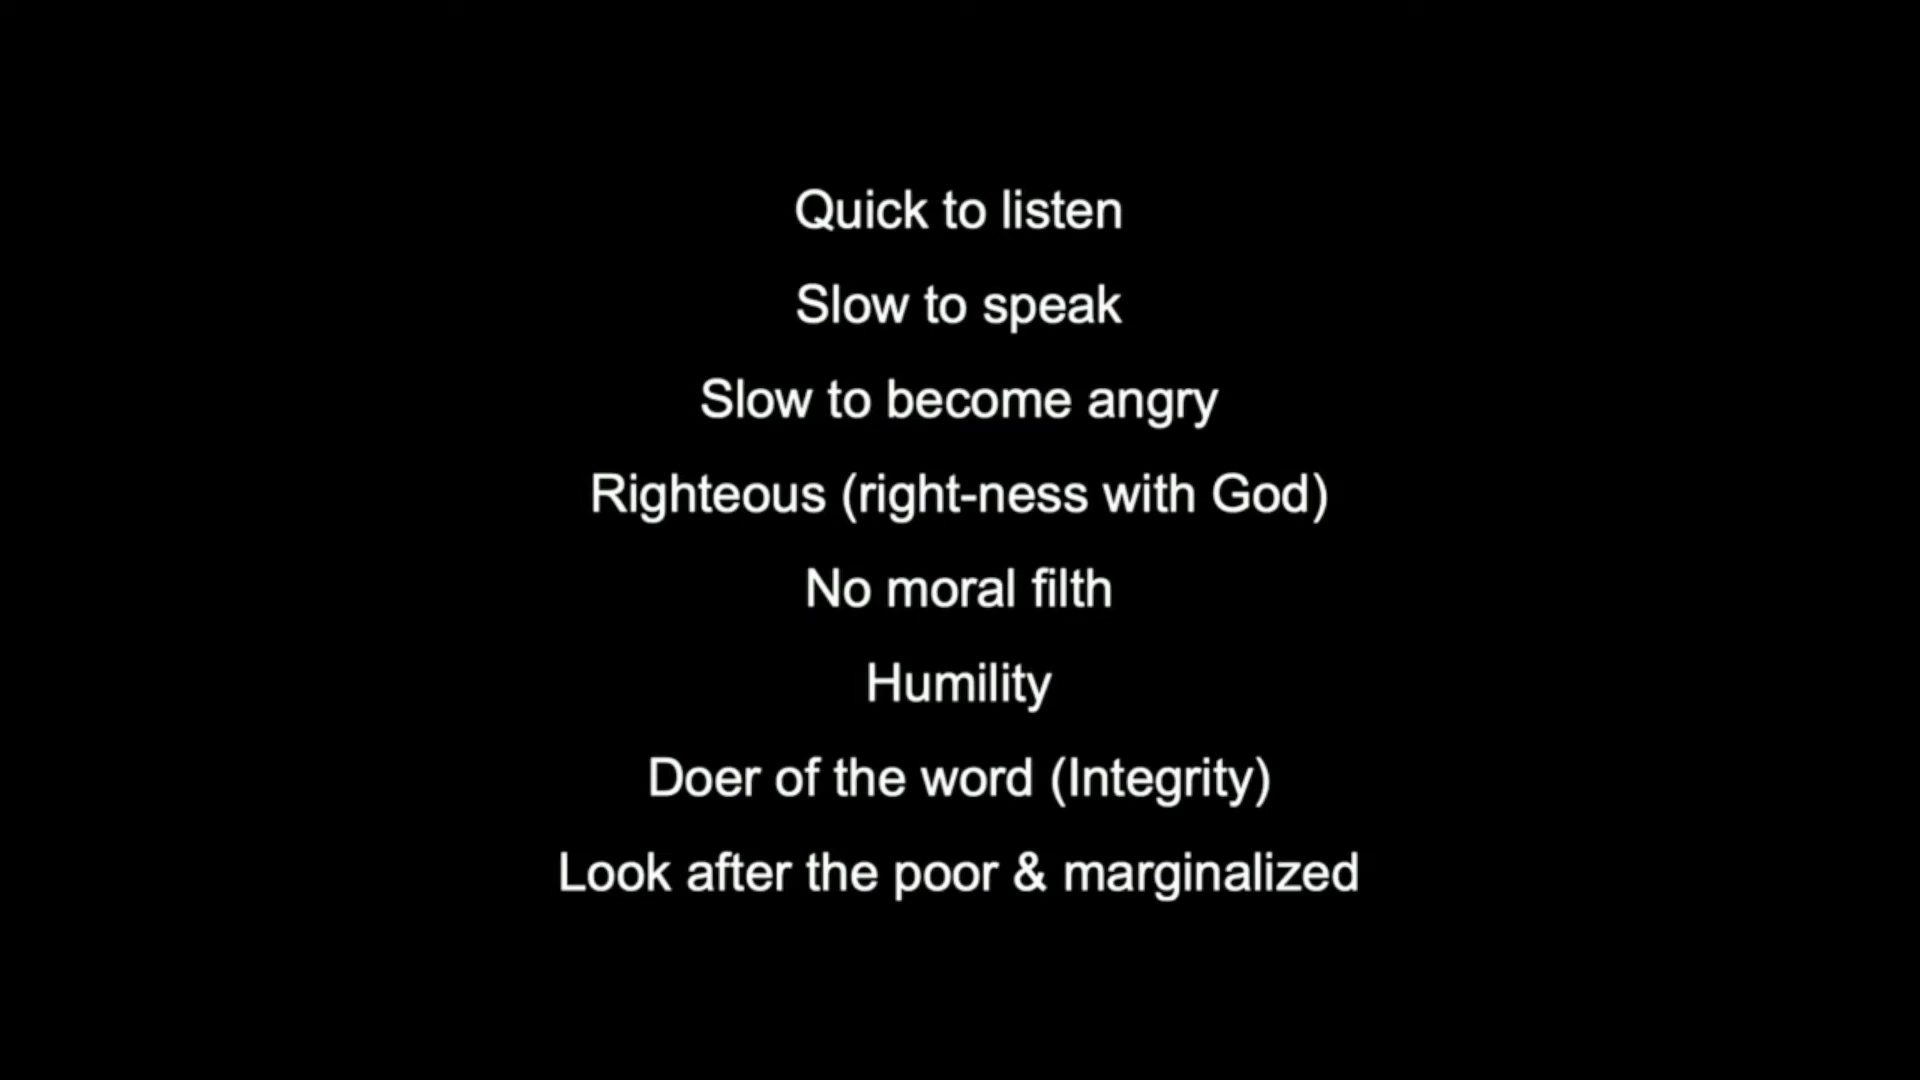 Quick to listen
Slow to speak
Slow to become angry
Righteous (right-ness with God)
No moral filth
Humility
Doer of the word (Integrity)
Look after the poor & marginalized